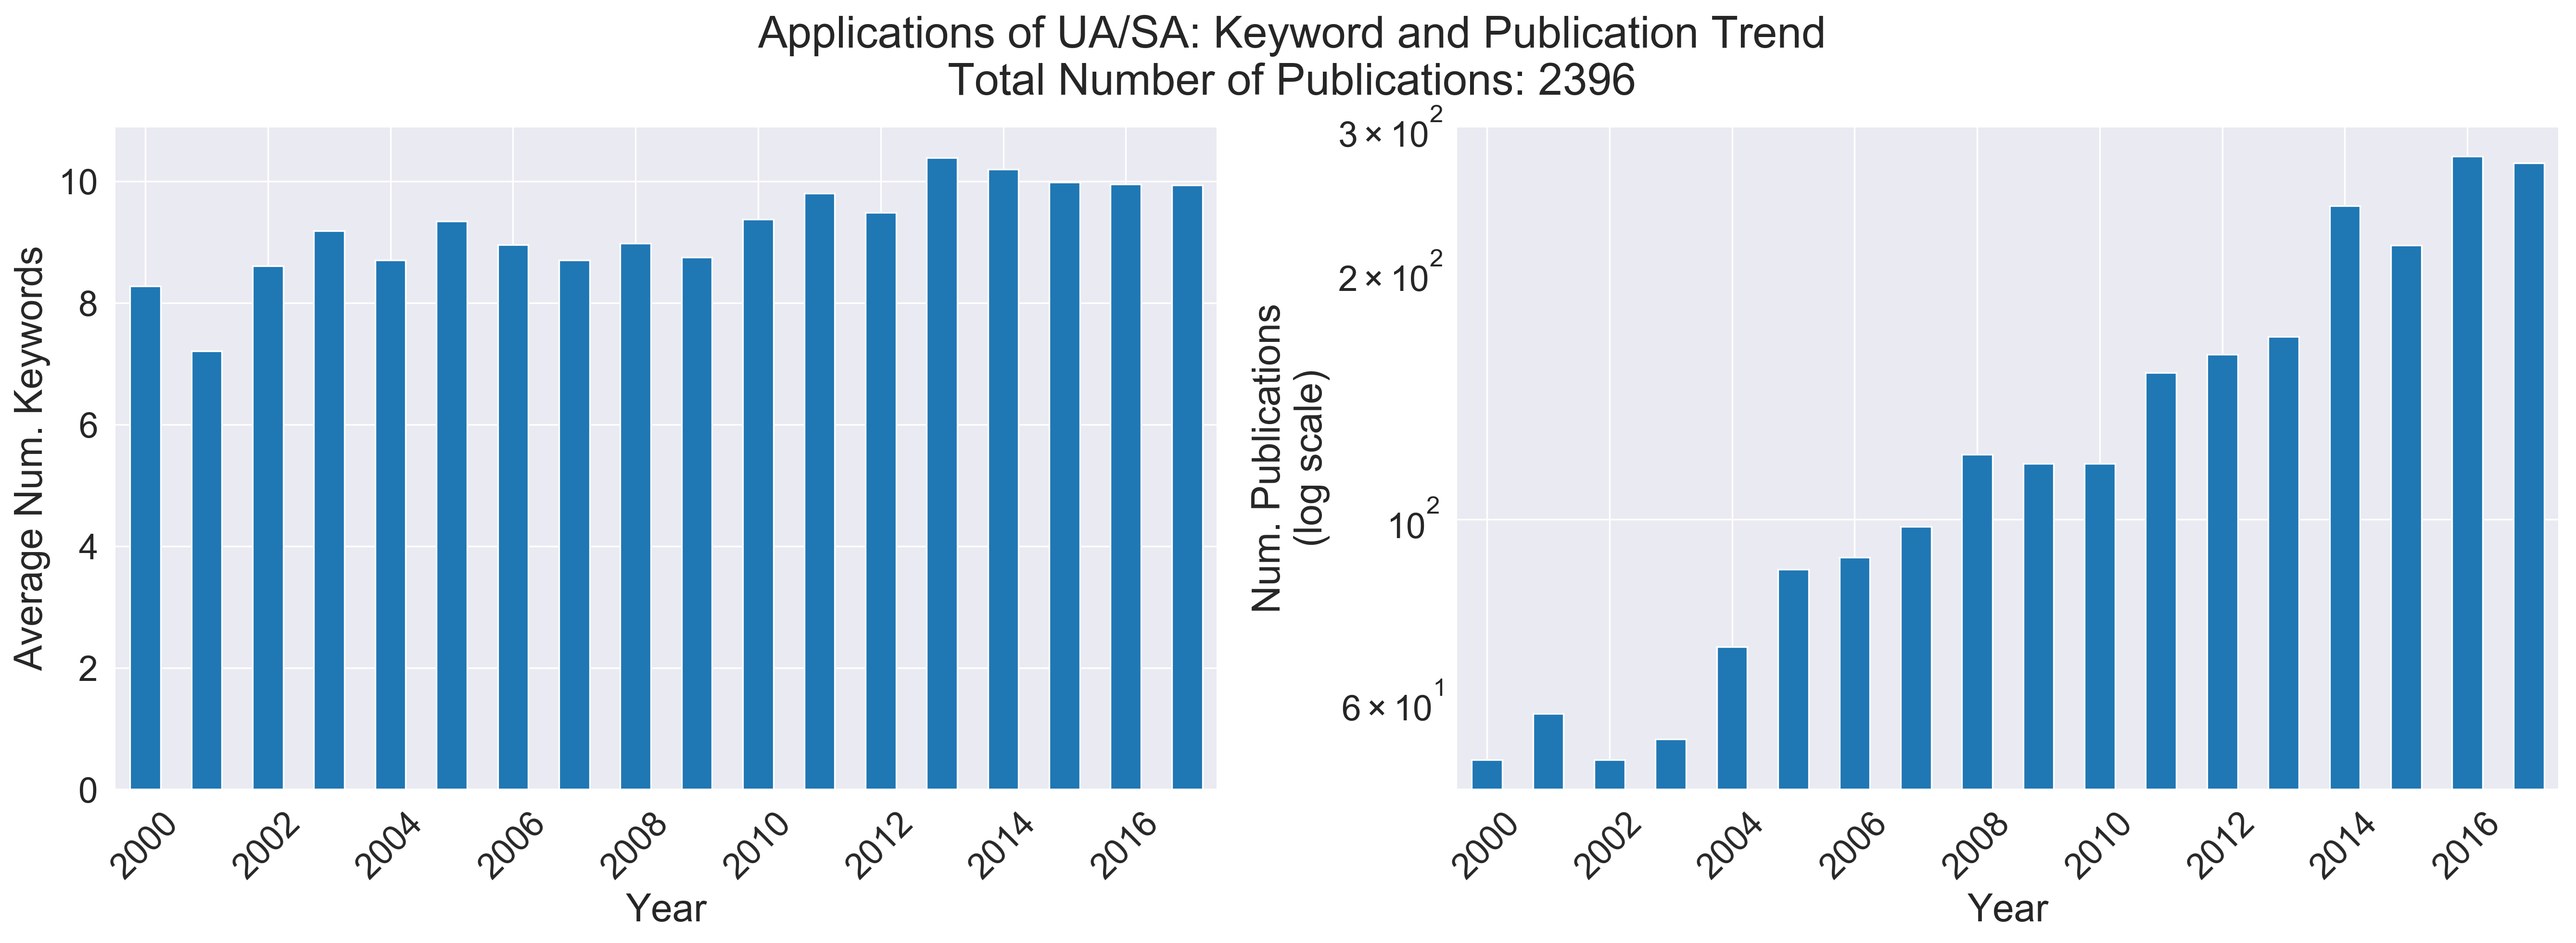 Applications of UA/SA: Keyword and Publication Trend
Total Number of Publications: 2396
Average Num. Keywords
10
8
6
4
2
0
2000
2002
2004
2006
2008
2010
2012
2014
2016
Year
Num. Publications
(log scale)
3 × 10²
2 × 10²
10²
6 × 10¹
2000
2002
2004
2006
2008
2010
2012
2014
2016
Year